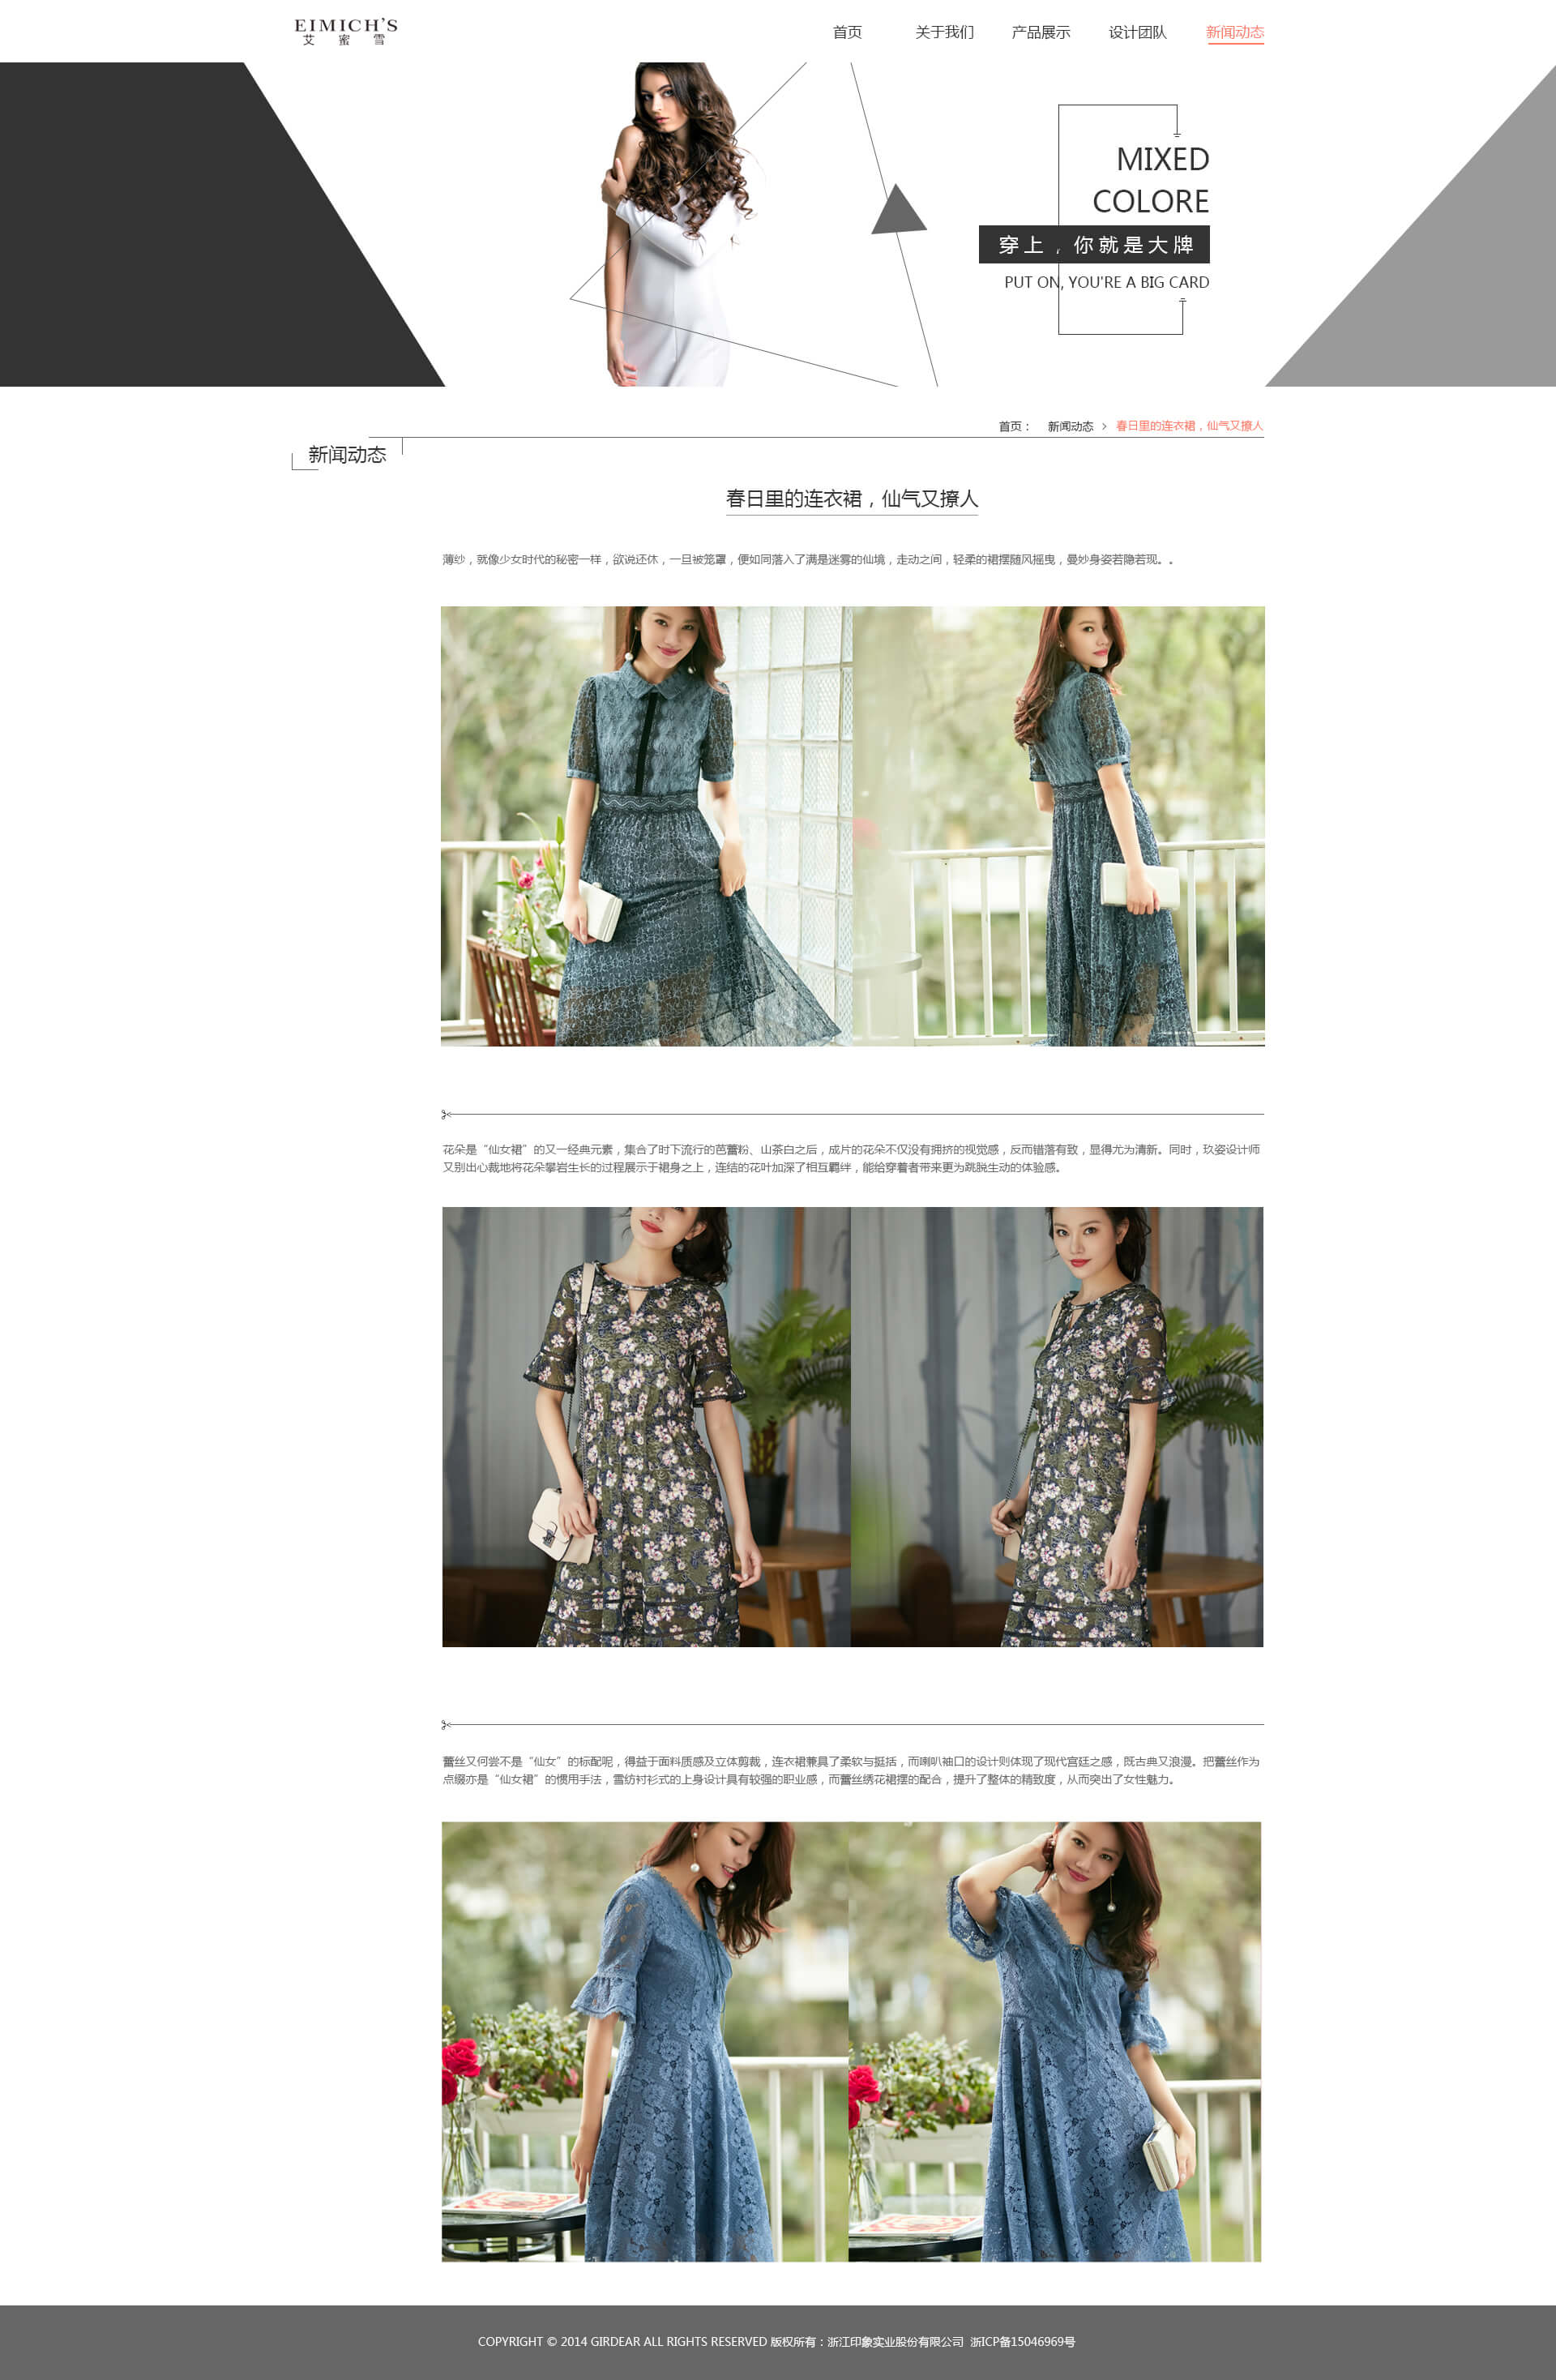 EIMICH'S
艾蜜雪
首页 关于我们 产品展示 设计团队 新闻动态
MIXED
COLORE
穿上，你就是大牌
PUT ON, YOU'RE A BIG CARD
首页： 新闻动态 > 春日里的连衣裙，仙气又撩人
新闻动态
春日里的连衣裙，仙气又撩人
薄纱，就像少女时代的秘密一样，欲说还休，一旦被笼罩，便如同落入了满是迷雾的仙境，走动之间，轻柔的裙摆随风摇曳，曼妙身姿若隐若现。。
花朵是“仙女裙”的又一经典元素，集合了时下流行的芭蕾粉、山茶白之后，成片的花朵不仅没有拥挤的视觉感，反而错落有致，显得尤为清新。同时，玖姿设计师
又别出心裁地将花朵攀岩生长的过程展示于裙身之上，连结的花叶加深了相互羁绊，能给穿着者带来更为跳脱生动的体验感。
蕾丝又何尝不是“仙女”的标配呢，得益于面料质感及立体剪裁，连衣裙兼具了柔软与挺括，而喇叭袖口的设计则体现了现代宫廷之感，既古典又浪漫。把蕾丝作为
点缀亦是“仙女裙”的惯用手法，雪纺衬衫式的上身设计具有较强的职业感，而蕾丝绣花裙摆的配合，提升了整体的精致度，从而突出了女性魅力。
COPYRIGHT © 2014 GIRDEAR ALL RIGHTS RESERVED 版权所有：浙江印象实业股份有限公司 浙ICP备15046969号